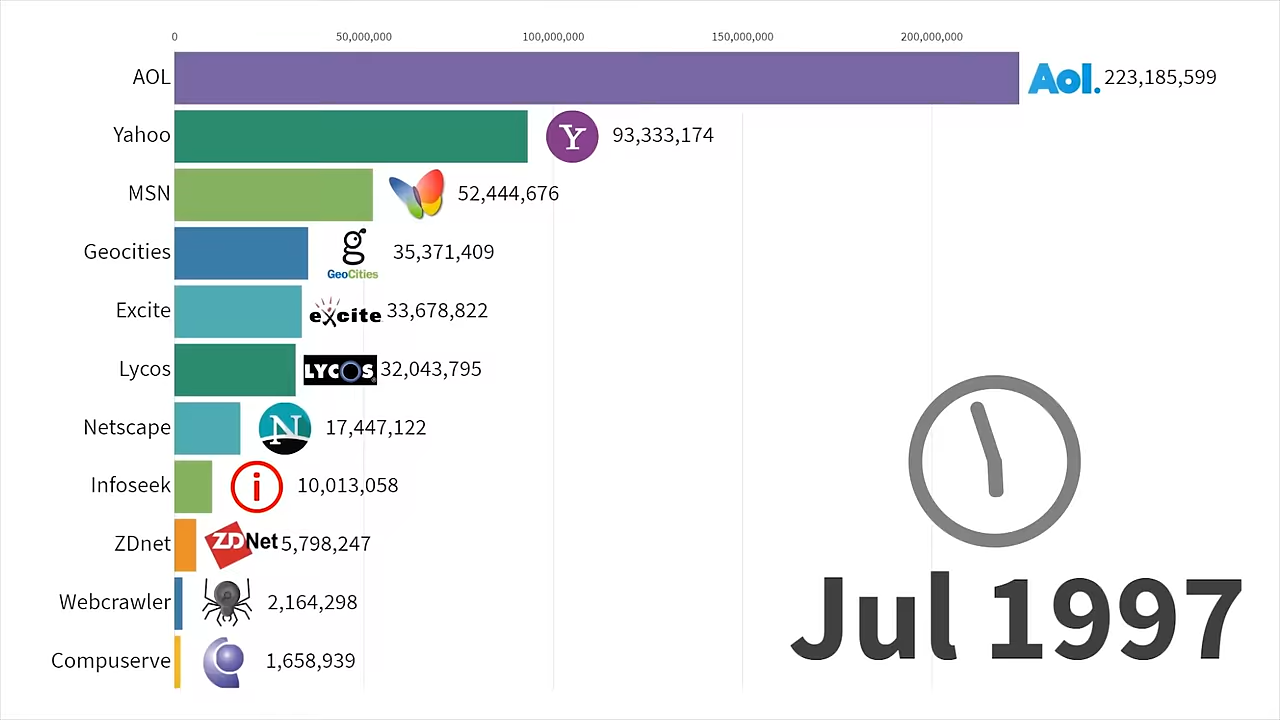 0 50,000,000 100,000,000 150,000,000 200,000,000
AOL Aol. 223,185,599
Yahoo Y 93,333,174
MSN 52,444,676
Geocities g GeoCities 35,371,409
Excite excite 33,678,822
Lycos LYCOS 32,043,795
Netscape N 17,447,122
Infoseek i 10,013,058
ZDnet ZDNet 5,798,247
Webcrawler 2,164,298
Compuserve 1,658,939
Jul 1997